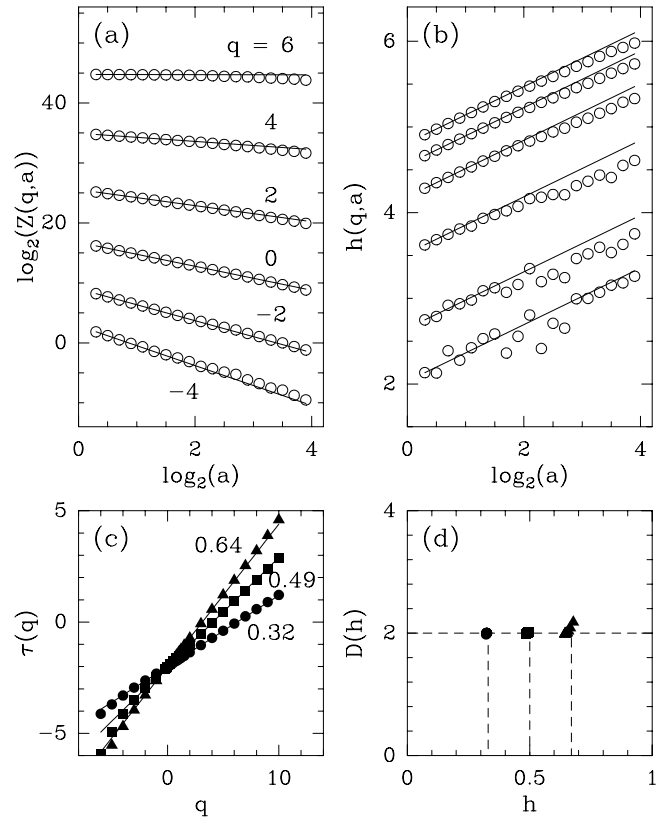 (a)
q = 6
4
2
0
−2
−4
40
20
0
log₂(Z(q,a))
0 2 4
log₂(a)
(b)
6
4
2
h(q,a)
0 2 4
log₂(a)
(c)
5
0
−5
τ(q)
0.64
0.49
0.32
0 10
q
(d)
4
2
0
D(h)
0 0.5 1
h